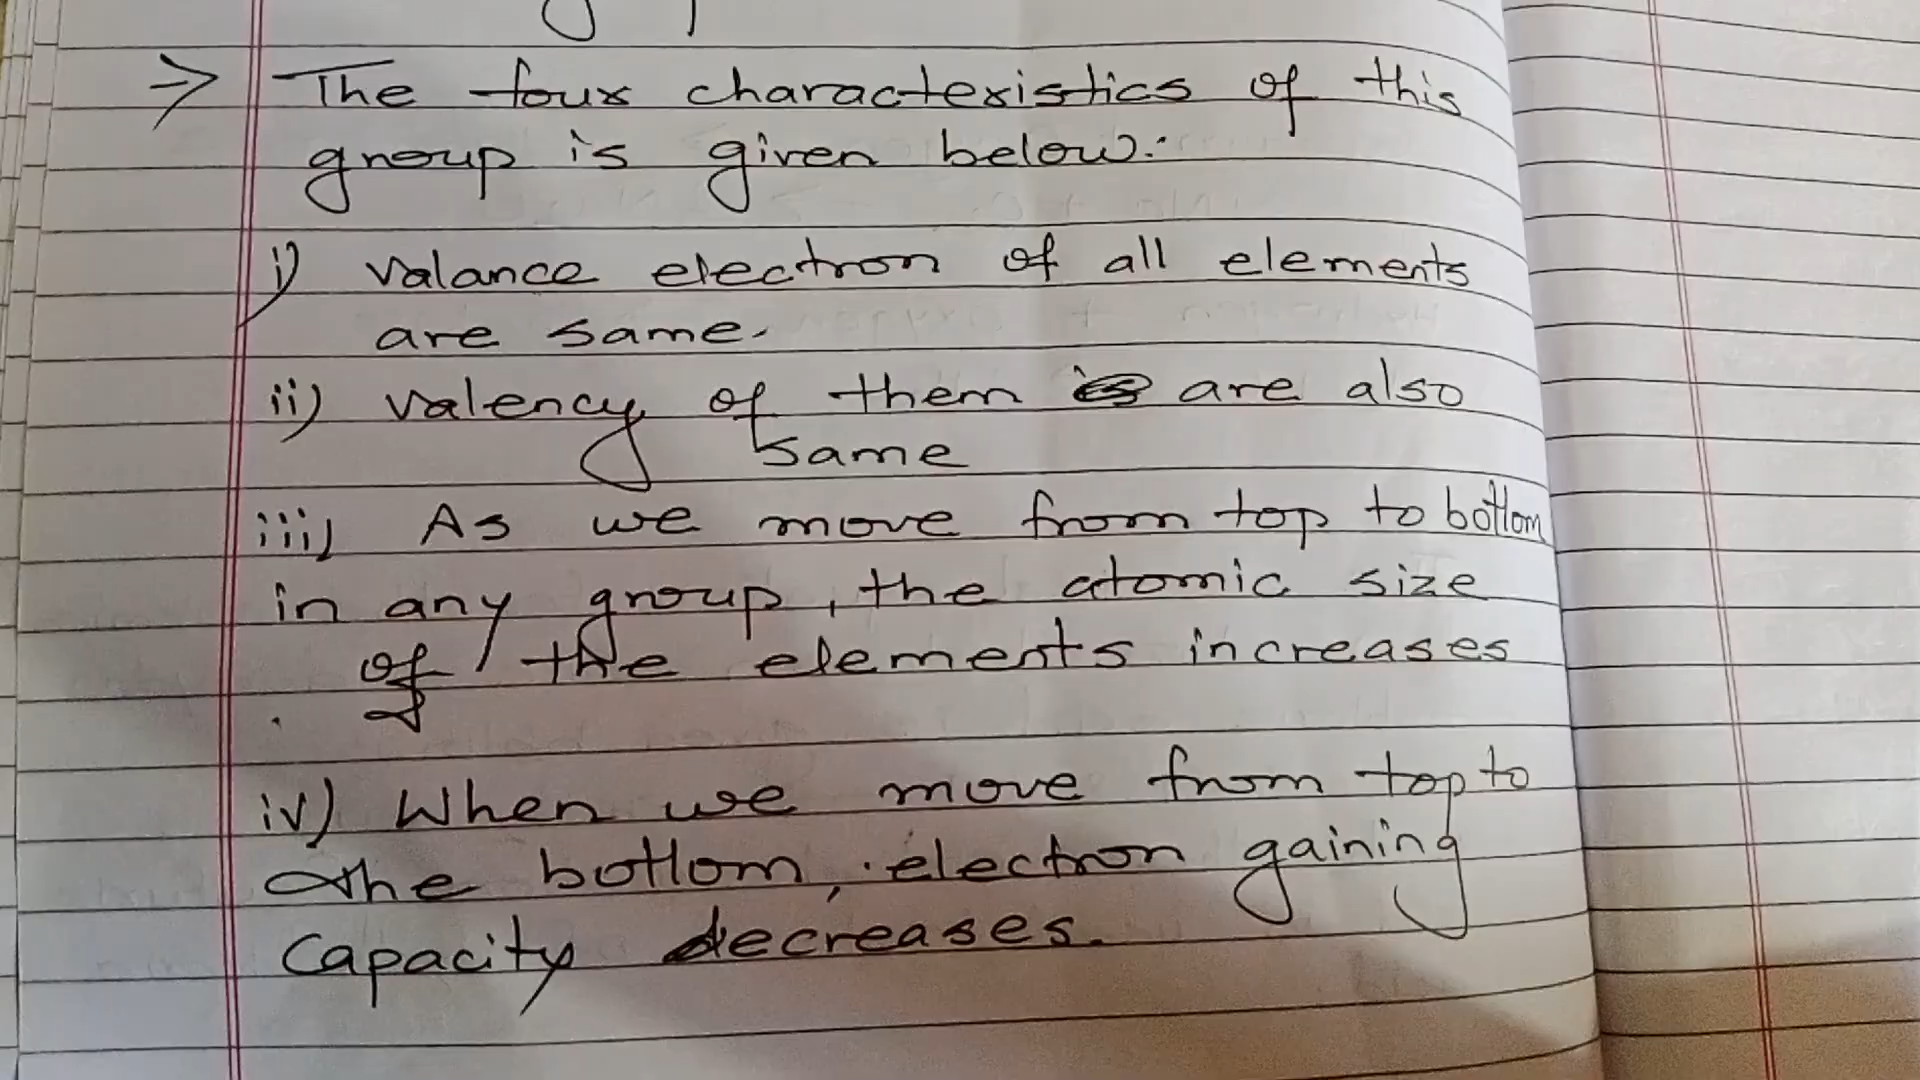 ⇒ The four characteristics of this
group is given below:
i) valance electron of all elements
are same.
ii) valency of them are also
same
iii) As we move from top to bottom
in any group, the atomic size
of the elements increases
iv) When we move from top to
the bottom, electron gaining
capacity decreases.